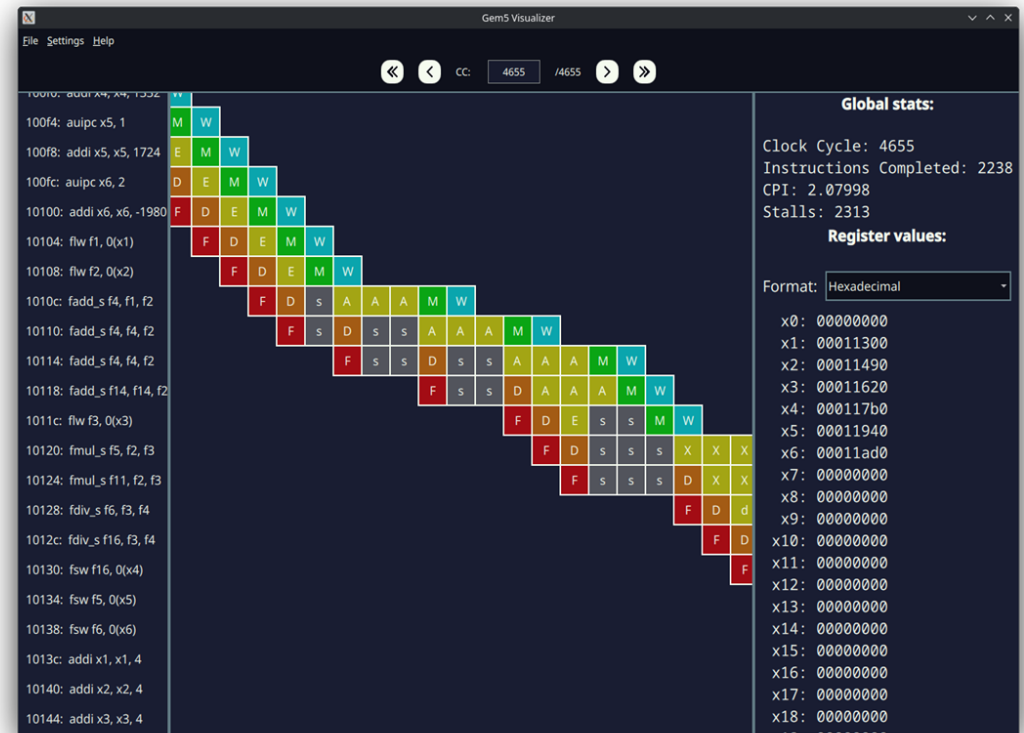 Gem5 Visualizer
File Settings Help
CC: 4655 /4655
100f0: addi x4, x4, 1332 W
100f4: auipc x5, 1 M W
100f8: addi x5, x5, 1724 E M W
100fc: auipc x6, 2 D E M W
10100: addi x6, x6, -1980 F D E M W
10104: flw f1, 0(x1) F D E M W
10108: flw f2, 0(x2) F D E M W
1010c: fadd_s f4, f1, f2 F D s A A A M W
10110: fadd_s f4, f4, f2 F s D s s A A A M W
10114: fadd_s f4, f4, f2 F s s D s s A A A M W
10118: fadd_s f14, f14, f2 F s s D A A A M W
1011c: flw f3, 0(x3) F D E s s M W
10120: fmul_s f5, f2, f3 F D s s s X X X
10124: fmul_s f11, f2, f3 F s s s D X X
10128: fdiv_s f6, f3, f4 F D d
1012c: fdiv_s f16, f3, f4 F D
10130: fsw f16, 0(x4) F
10134: fsw f5, 0(x5)
10138: fsw f6, 0(x6)
1013c: addi x1, x1, 4
10140: addi x2, x2, 4
10144: addi x3, x3, 4
Global stats:
Clock Cycle: 4655
Instructions Completed: 2238
CPI: 2.07998
Stalls: 2313
Register values:
Format: Hexadecimal
x0: 00000000
x1: 00011300
x2: 00011490
x3: 00011620
x4: 000117b0
x5: 00011940
x6: 00011ad0
x7: 00000000
x8: 00000000
x9: 00000000
x10: 00000000
x11: 00000000
x12: 00000000
x13: 00000000
x14: 00000000
x15: 00000000
x16: 00000000
x17: 00000000
x18: 00000000